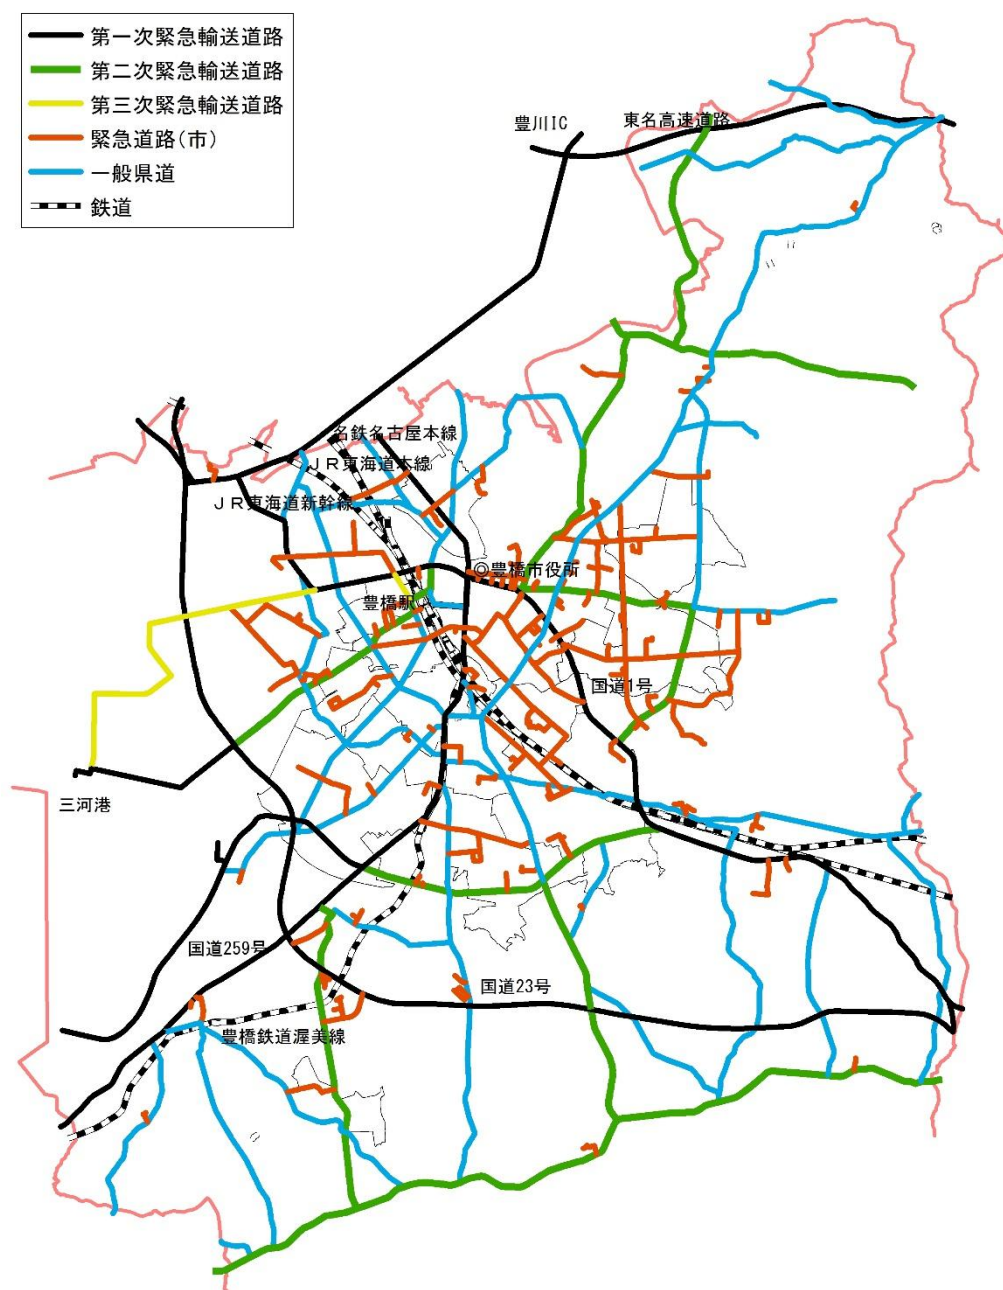 第一次緊急輸送道路
第二次緊急輸送道路
第三次緊急輸送道路
緊急道路(市)
一般県道
鉄道
豊川IC
東名高速道路
名鉄名古屋本線
JR東海道本線
JR東海道新幹線
◎豊橋市役所
豊橋駅
国道1号
三河港
国道259号
国道23号
豊橋鉄道渥美線